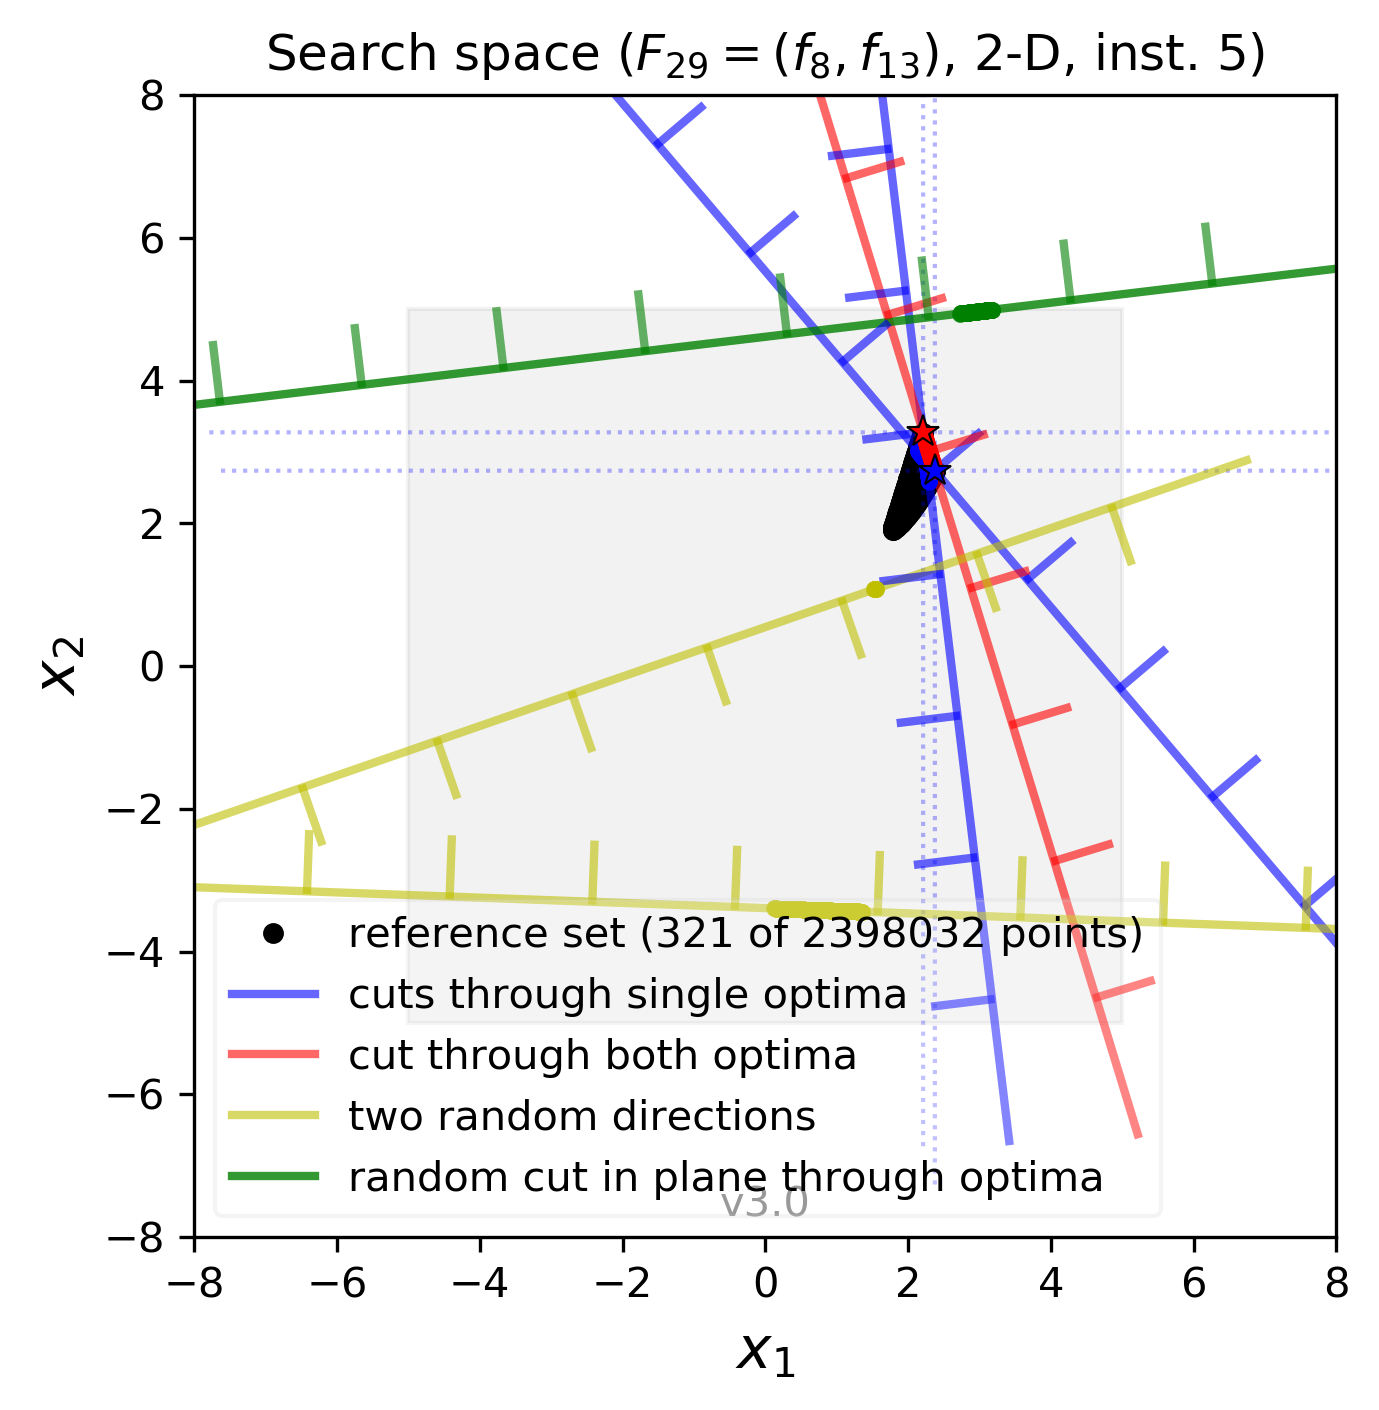 Search space (F29 = (f8, f13), 2-D, inst. 5)
8
6
4
2
0
−2
−4
−6
−8
x2
reference set (321 of 2398032 points)
cuts through single optima
cut through both optima
two random directions
random cut in plane through optima
v3.0
−8 −6 −4 −2 0 2 4 6 8
x1